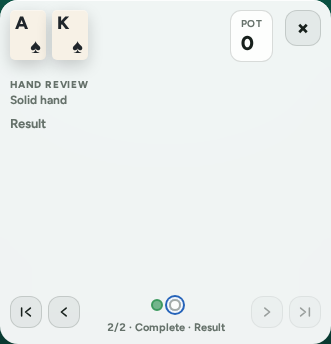 A K
POT
0
HAND REVIEW
Solid hand
Result
2/2 · Complete · Result